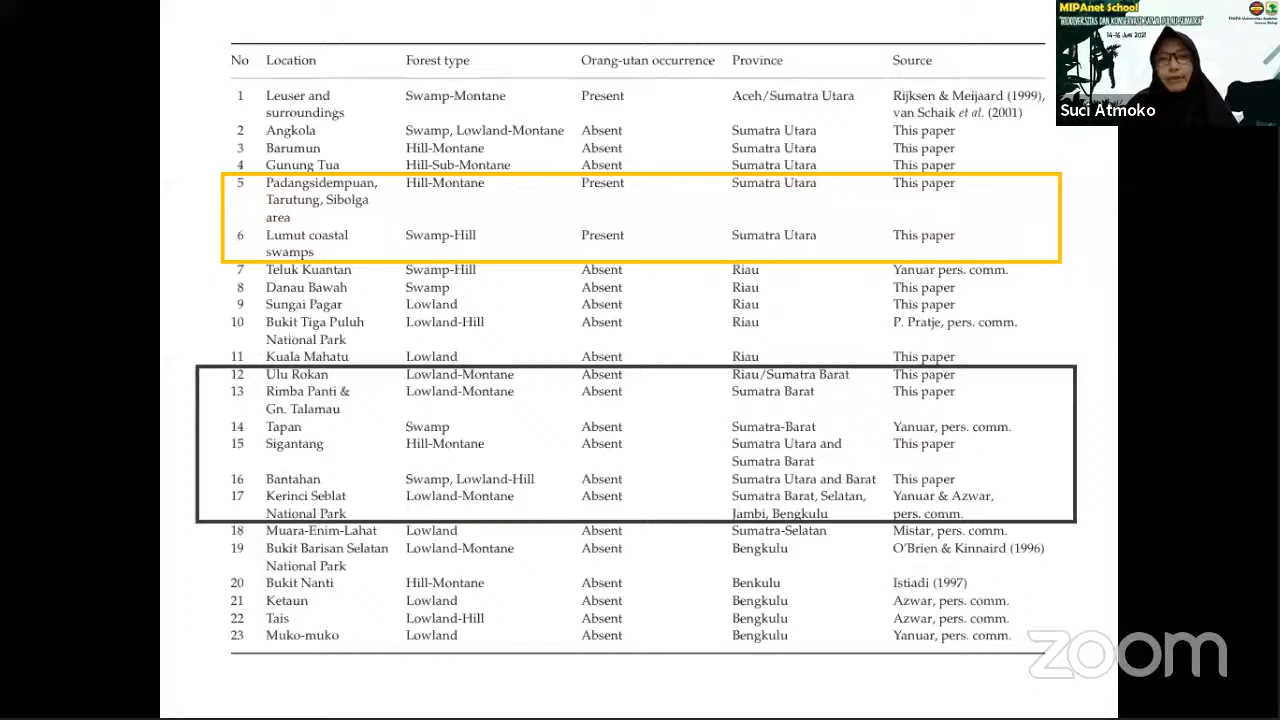 MIPAnet School
"BIODIVERSITAS DAN KONSERVASI SATWA DI PULAU SUMATRA"
14-16 Juni 2021
Suci Atmoko
No Location Forest type Orang-utan occurrence Province Source
1 Leuser and Swamp-Montane Present Aceh/Sumatra Utara Rijksen & Meijaard (1999),
surroundings van Schaik et al. (2001)
2 Angkola Swamp, Lowland-Montane Absent Sumatra Utara This paper
3 Barumun Hill-Montane Absent Sumatra Utara This paper
4 Gunung Tua Hill-Sub-Montane Absent Sumatra Utara This paper
5 Padangsidempuan, Hill-Montane Present Sumatra Utara This paper
Tarutung, Sibolga
area
6 Lumut coastal Swamp-Hill Present Sumatra Utara This paper
swamps
7 Teluk Kuantan Swamp-Hill Absent Riau Yanuar pers. comm.
8 Danau Bawah Swamp Absent Riau This paper
9 Sungai Pagar Lowland Absent Riau This paper
10 Bukit Tiga Puluh Lowland-Hill Absent Riau P. Pratje, pers. comm.
National Park
11 Kuala Mahatu Lowland Absent Riau This paper
12 Ulu Rokan Lowland-Montane Absent Riau/Sumatra Barat This paper
13 Rimba Panti & Lowland-Montane Absent Sumatra Barat This paper
Gn. Talamau
14 Tapan Swamp Absent Sumatra-Barat Yanuar, pers. comm.
15 Sigantang Hill-Montane Absent Sumatra Utara and This paper
Sumatra Barat
16 Bantahan Swamp, Lowland-Hill Absent Sumatra Utara and Barat This paper
17 Kerinci Seblat Lowland-Montane Absent Sumatra Barat, Selatan, Yanuar & Azwar,
National Park Jambi, Bengkulu pers. comm.
18 Muara-Enim-Lahat Lowland Absent Sumatra-Selatan Mistar, pers. comm.
19 Bukit Barisan Selatan Lowland-Montane Absent Bengkulu O'Brien & Kinnaird (1996)
National Park
20 Bukit Nanti Hill-Montane Absent Benkulu Istiadi (1997)
21 Ketaun Lowland Absent Bengkulu Azwar, pers. comm.
22 Tais Lowland-Hill Absent Bengkulu Azwar, pers. comm.
23 Muko-muko Lowland Absent Bengkulu Yanuar, pers. comm.
zoom